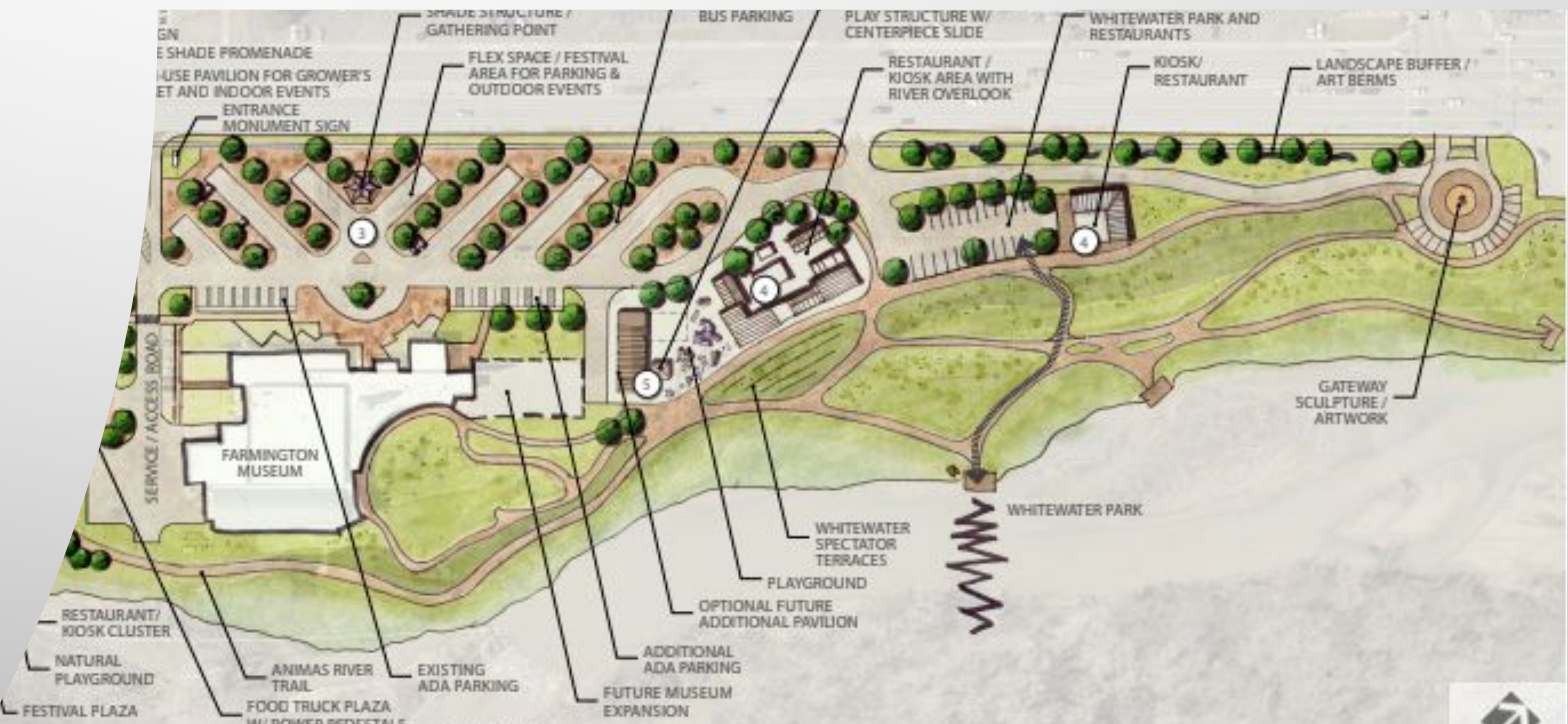 GN
E SHADE PROMENADE
-USE PAVILION FOR GROWER'S
ET AND INDOOR EVENTS
ENTRANCE
MONUMENT SIGN
SHADE STRUCTURE /
GATHERING POINT
FLEX SPACE / FESTIVAL
AREA FOR PARKING &
OUTDOOR EVENTS
BUS PARKING
PLAY STRUCTURE W/
CENTERPIECE SLIDE
RESTAURANT /
KIOSK AREA WITH
RIVER OVERLOOK
WHITEWATER PARK AND
RESTAURANTS
KIOSK/
RESTAURANT
LANDSCAPE BUFFER /
ART BERMS
3
4
4
5
SERVICE / ACCESS ROAD
FARMINGTON
MUSEUM
GATEWAY
SCULPTURE /
ARTWORK
WHITEWATER PARK
WHITEWATER
SPECTATOR
TERRACES
PLAYGROUND
OPTIONAL FUTURE
ADDITIONAL PAVILION
ADDITIONAL
ADA PARKING
FUTURE MUSEUM
EXPANSION
EXISTING
ADA PARKING
ANIMAS RIVER
TRAIL
FOOD TRUCK PLAZA
W/ POWER PEDESTALS
RESTAURANT/
KIOSK CLUSTER
NATURAL
PLAYGROUND
FESTIVAL PLAZA